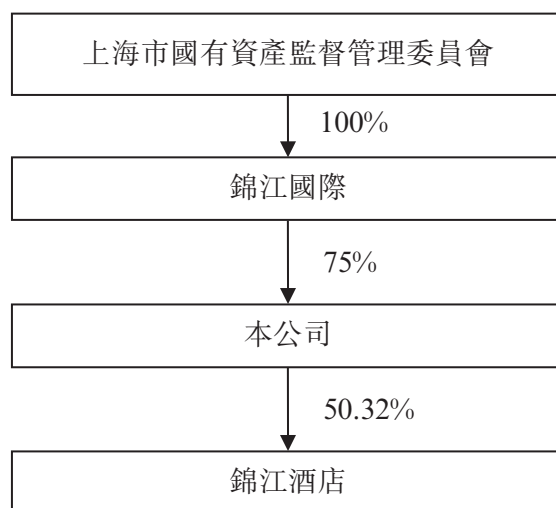 上海市國有資產監督管理委員會
100%
錦江國際
75%
本公司
50.32%
錦江酒店